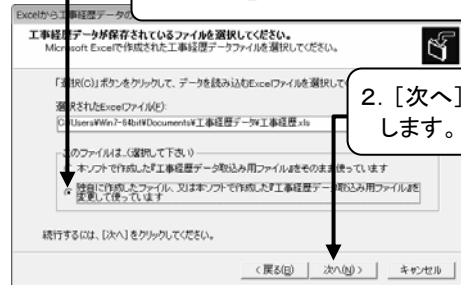 Excelから工事経歴データの
工事経歴データが保存されているファイルを選択してください。
Microsoft Excelで作成された工事経歴データファイルを選択してください。
「選択(C)」ボタンをクリックして、データを読み込むExcelファイルを選択して
選択されたExcelファイル(F):
C:¥Users¥Win7-64bit¥Documents¥工事経歴データ¥工事経歴.xls
2. [次へ]
します。
このファイルは..(選択して下さい)
本ソフトで作成した『工事経歴データ取込み用ファイル』をそのまま使っています
独自に作成したファイル、又は本ソフトで作成した『工事経歴データ取込み用ファイル』を
変更して使っています
続行するには、[次へ]をクリックしてください。
< 戻る(B)
次へ(N) >
キャンセル